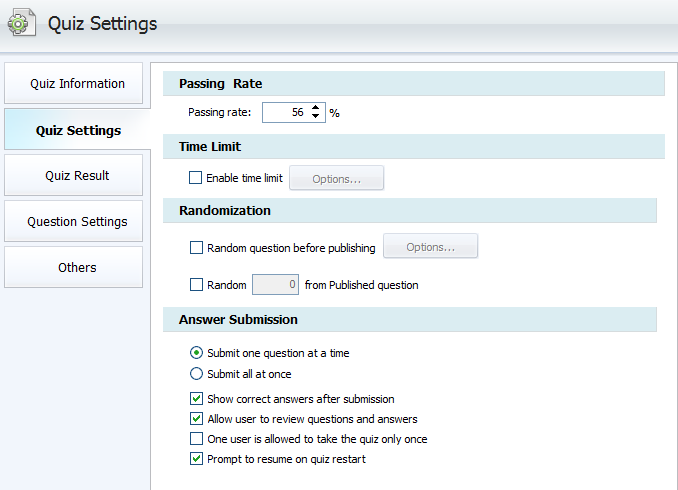 Quiz Settings
Quiz Information
Quiz Settings
Quiz Result
Question Settings
Others
Passing Rate
Passing rate: 56 %
Time Limit
Enable time limit Options...
Randomization
Random question before publishing Options...
Random 0 from Published question
Answer Submission
Submit one question at a time
Submit all at once
Show correct answers after submission
Allow user to review questions and answers
One user is allowed to take the quiz only once
Prompt to resume on quiz restart